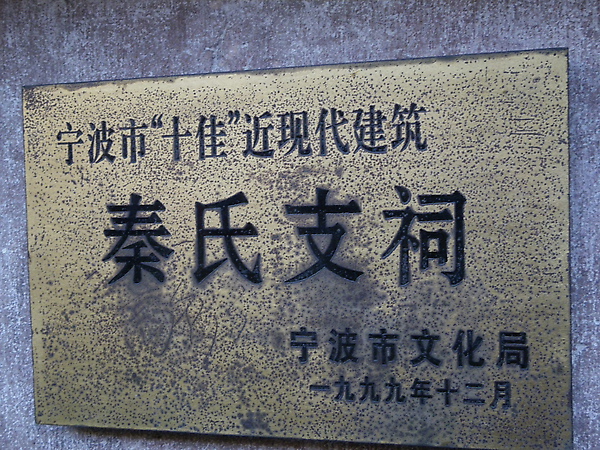 宁波市“十佳”近现代建筑
秦氏支祠
宁波市文化局
一九九九年十二月